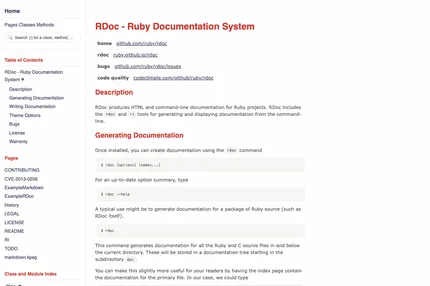 Home
Pages Classes Methods
Search (/) for a class, method, ...
Table of Contents
RDoc - Ruby Documentation
System ▾
Description
Generating Documentation
Writing Documentation
Theme Options
Bugs
License
Warranty
Pages
CONTRIBUTING
CVE-2013-0256
ExampleMarkdown
ExampleRDoc
History
LEGAL
LICENSE
README
RI
TODO
markdown.kpeg
Class and Module Index
RDoc - Ruby Documentation System
home github.com/ruby/rdoc
rdoc ruby.github.io/rdoc
bugs github.com/ruby/rdoc/issues
code quality codeclimate.com/github/ruby/rdoc
Description
RDoc produces HTML and command-line documentation for Ruby projects. RDoc includes
the rdoc and ri tools for generating and displaying documentation from the command-
line.
Generating Documentation
Once installed, you can create documentation using the rdoc command
$ rdoc [options] [names...]
For an up-to-date option summary, type
$ rdoc --help
A typical use might be to generate documentation for a package of Ruby source (such as
RDoc itself).
$ rdoc
This command generates documentation for all the Ruby and C source files in and below
the current directory. These will be stored in a documentation tree starting in the
subdirectory doc.
You can make this slightly more useful for your readers by having the index page contain
the documentation for the primary file. In our case, we could type